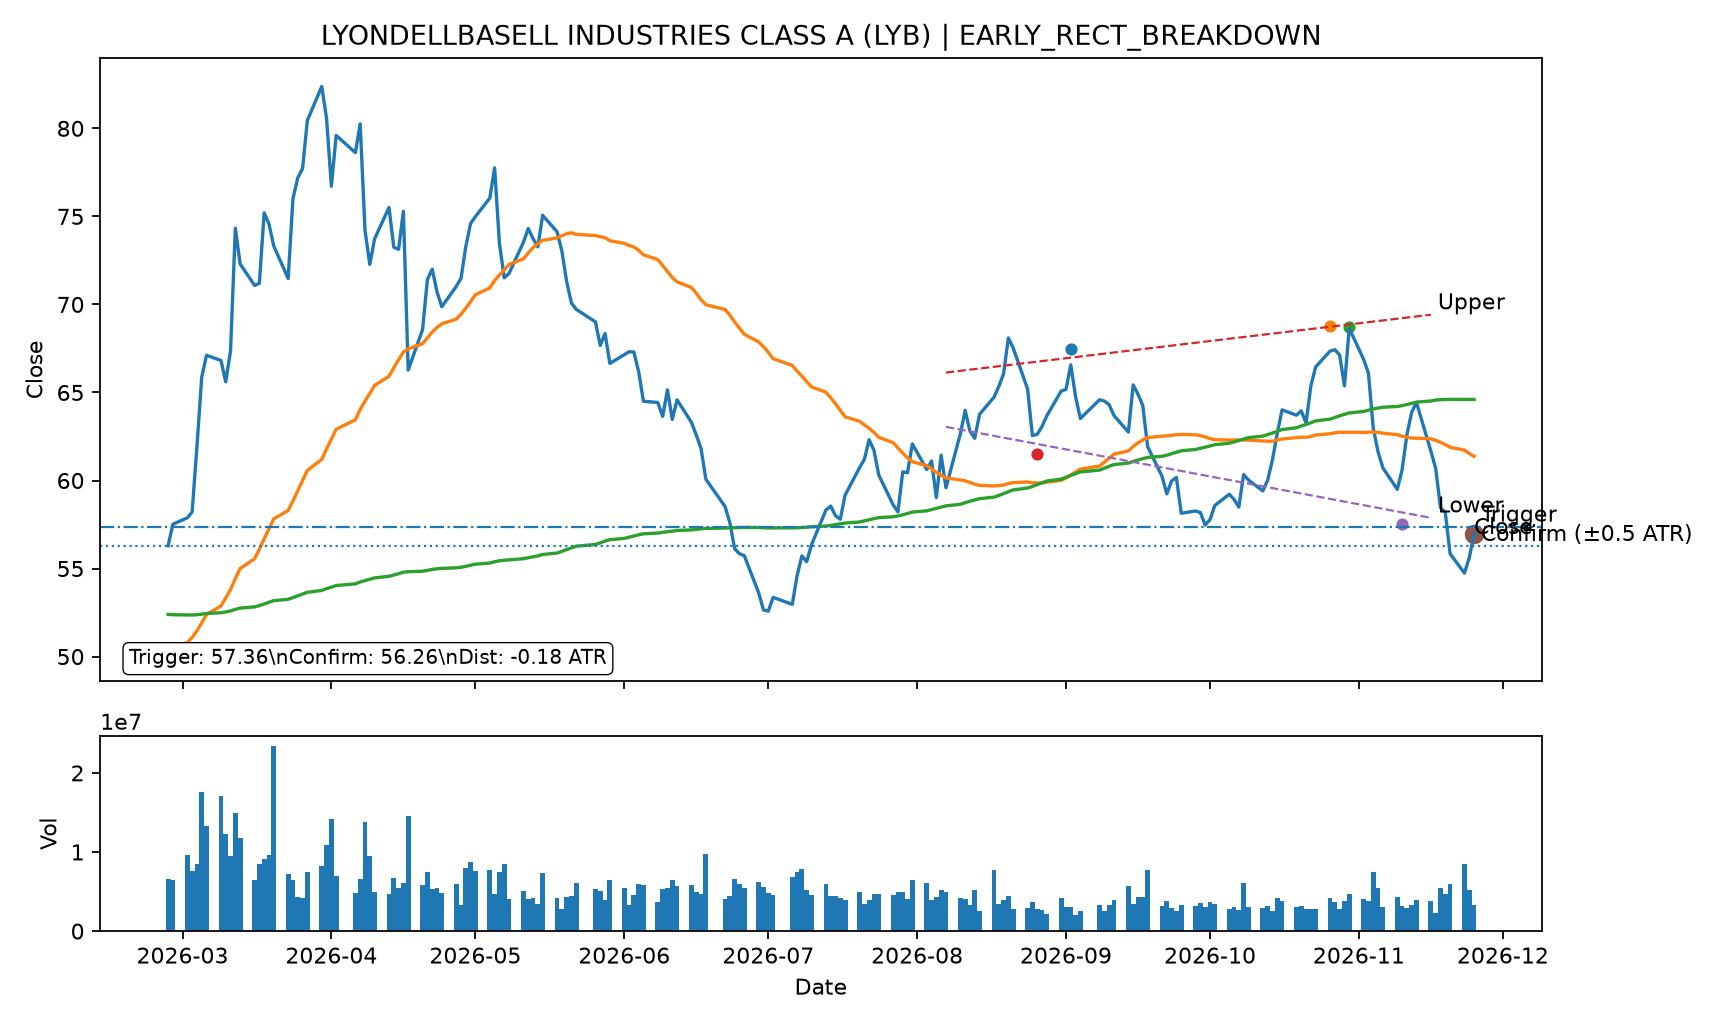 LYONDELLBASELL INDUSTRIES CLASS A (LYB) | EARLY_RECT_BREAKDOWN
Close
80
75
70
65
60
55
50
Upper
Lower
Trigger
Close
Confirm (±0.5 ATR)
Trigger: 57.36\nConfirm: 56.26\nDist: -0.18 ATR
1e7
Vol
2
1
0
2026-03 2026-04 2026-05 2026-06 2026-07 2026-08 2026-09 2026-10 2026-11 2026-12
Date